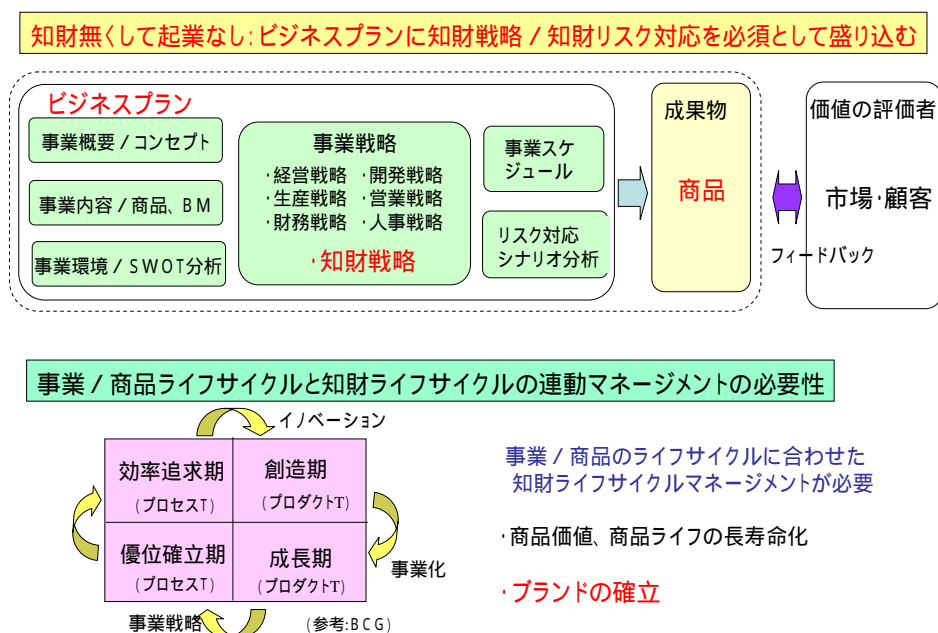 知財無くして起業なし:ビジネスプランに知財戦略/知財リスク対応を必須として盛り込む
ビジネスプラン
事業概要/コンセプト
事業内容/商品、BM
事業環境/SWOT分析
事業戦略
・経営戦略 ・開発戦略
・生産戦略 ・営業戦略
・財務戦略 ・人事戦略
・知財戦略
事業スケ
ジュール
リスク対応
シナリオ分析
成果物
商品
フィードバック
価値の評価者
市場・顧客
事業/商品ライフサイクルと知財ライフサイクルの連動マネージメントの必要性
イノベーション
効率追求期
(プロセスT)
創造期
(プロダクトT)
優位確立期
(プロセスT)
成長期
(プロダクトT)
事業化
事業戦略
(参考:BCG)
事業/商品のライフサイクルに合わせた
知財ライフサイクルマネージメントが必要
・商品価値、商品ライフの長寿命化
・ブランドの確立